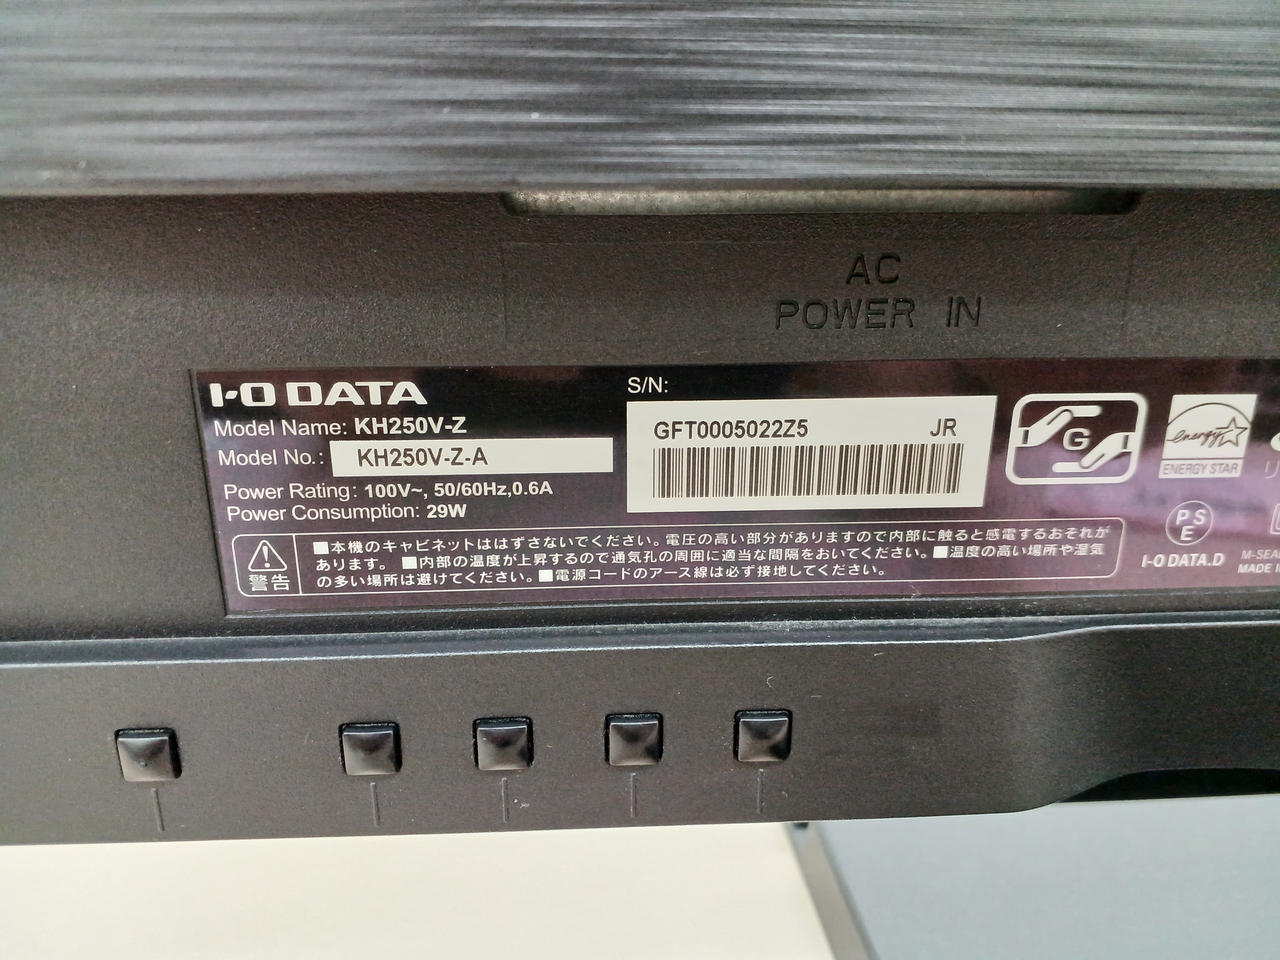 AC
POWER IN
I-O DATA
Model Name: KH250V-Z
Model No.: KH250V-Z-A
Power Rating: 100V~, 50/60Hz,0.6A
Power Consumption: 29W
S/N:
GFT0005022Z5 JR
G
energy
ENERGY STAR
PS
E
I-O DATA.D
MADE
警告
■本機のキャビネットははずさないでください。電圧の高い部分がありますので内部に触ると感電するおそれが
あります。■内部の温度が上昇するので通気孔の周囲に適当な間隔をおいてください。■温度の高い場所や湿気
の多い場所は避けてください。■電源コードのアース線は必ず接地してください。